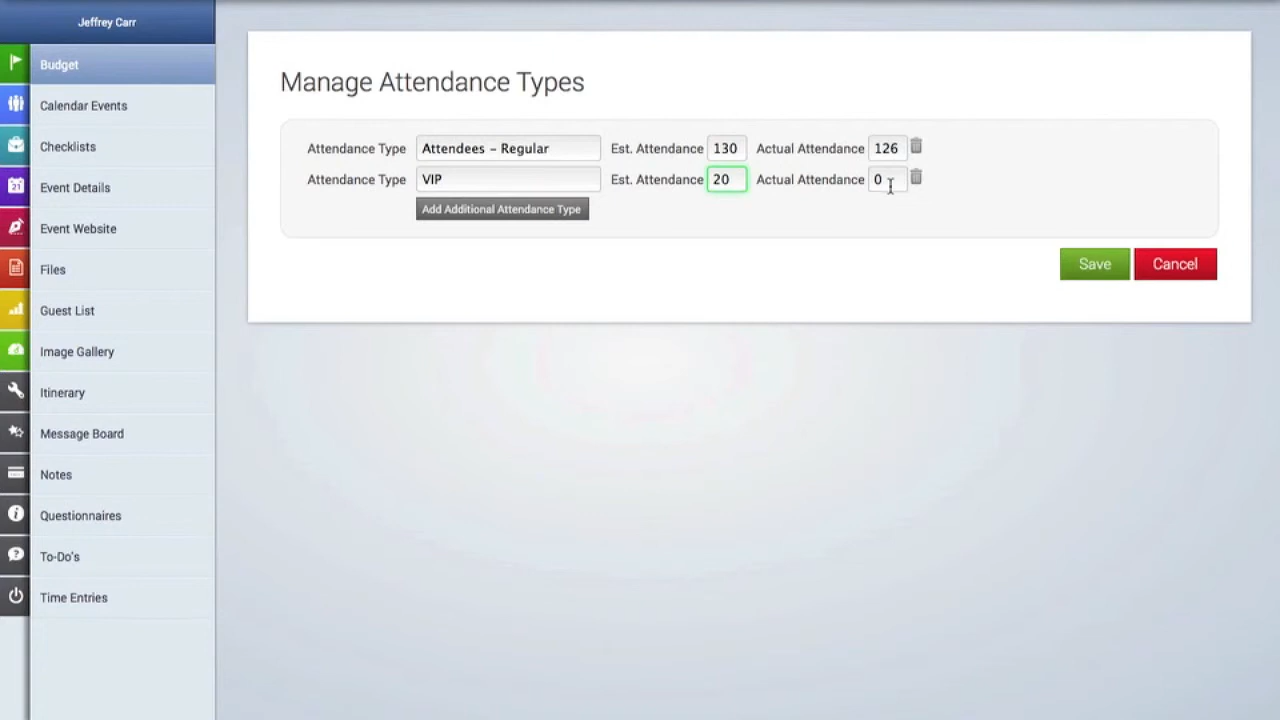 Jeffrey Carr
Budget
Calendar Events
Checklists
21
Event Details
Event Website
Files
Guest List
Image Gallery
Itinerary
Message Board
Notes
Questionnaires
To-Do's
Time Entries
Manage Attendance Types
Attendance Type Attendees - Regular Est. Attendance 130 Actual Attendance 126
Attendance Type VIP Est. Attendance 20 Actual Attendance 0
Add Additional Attendance Type
Save Cancel